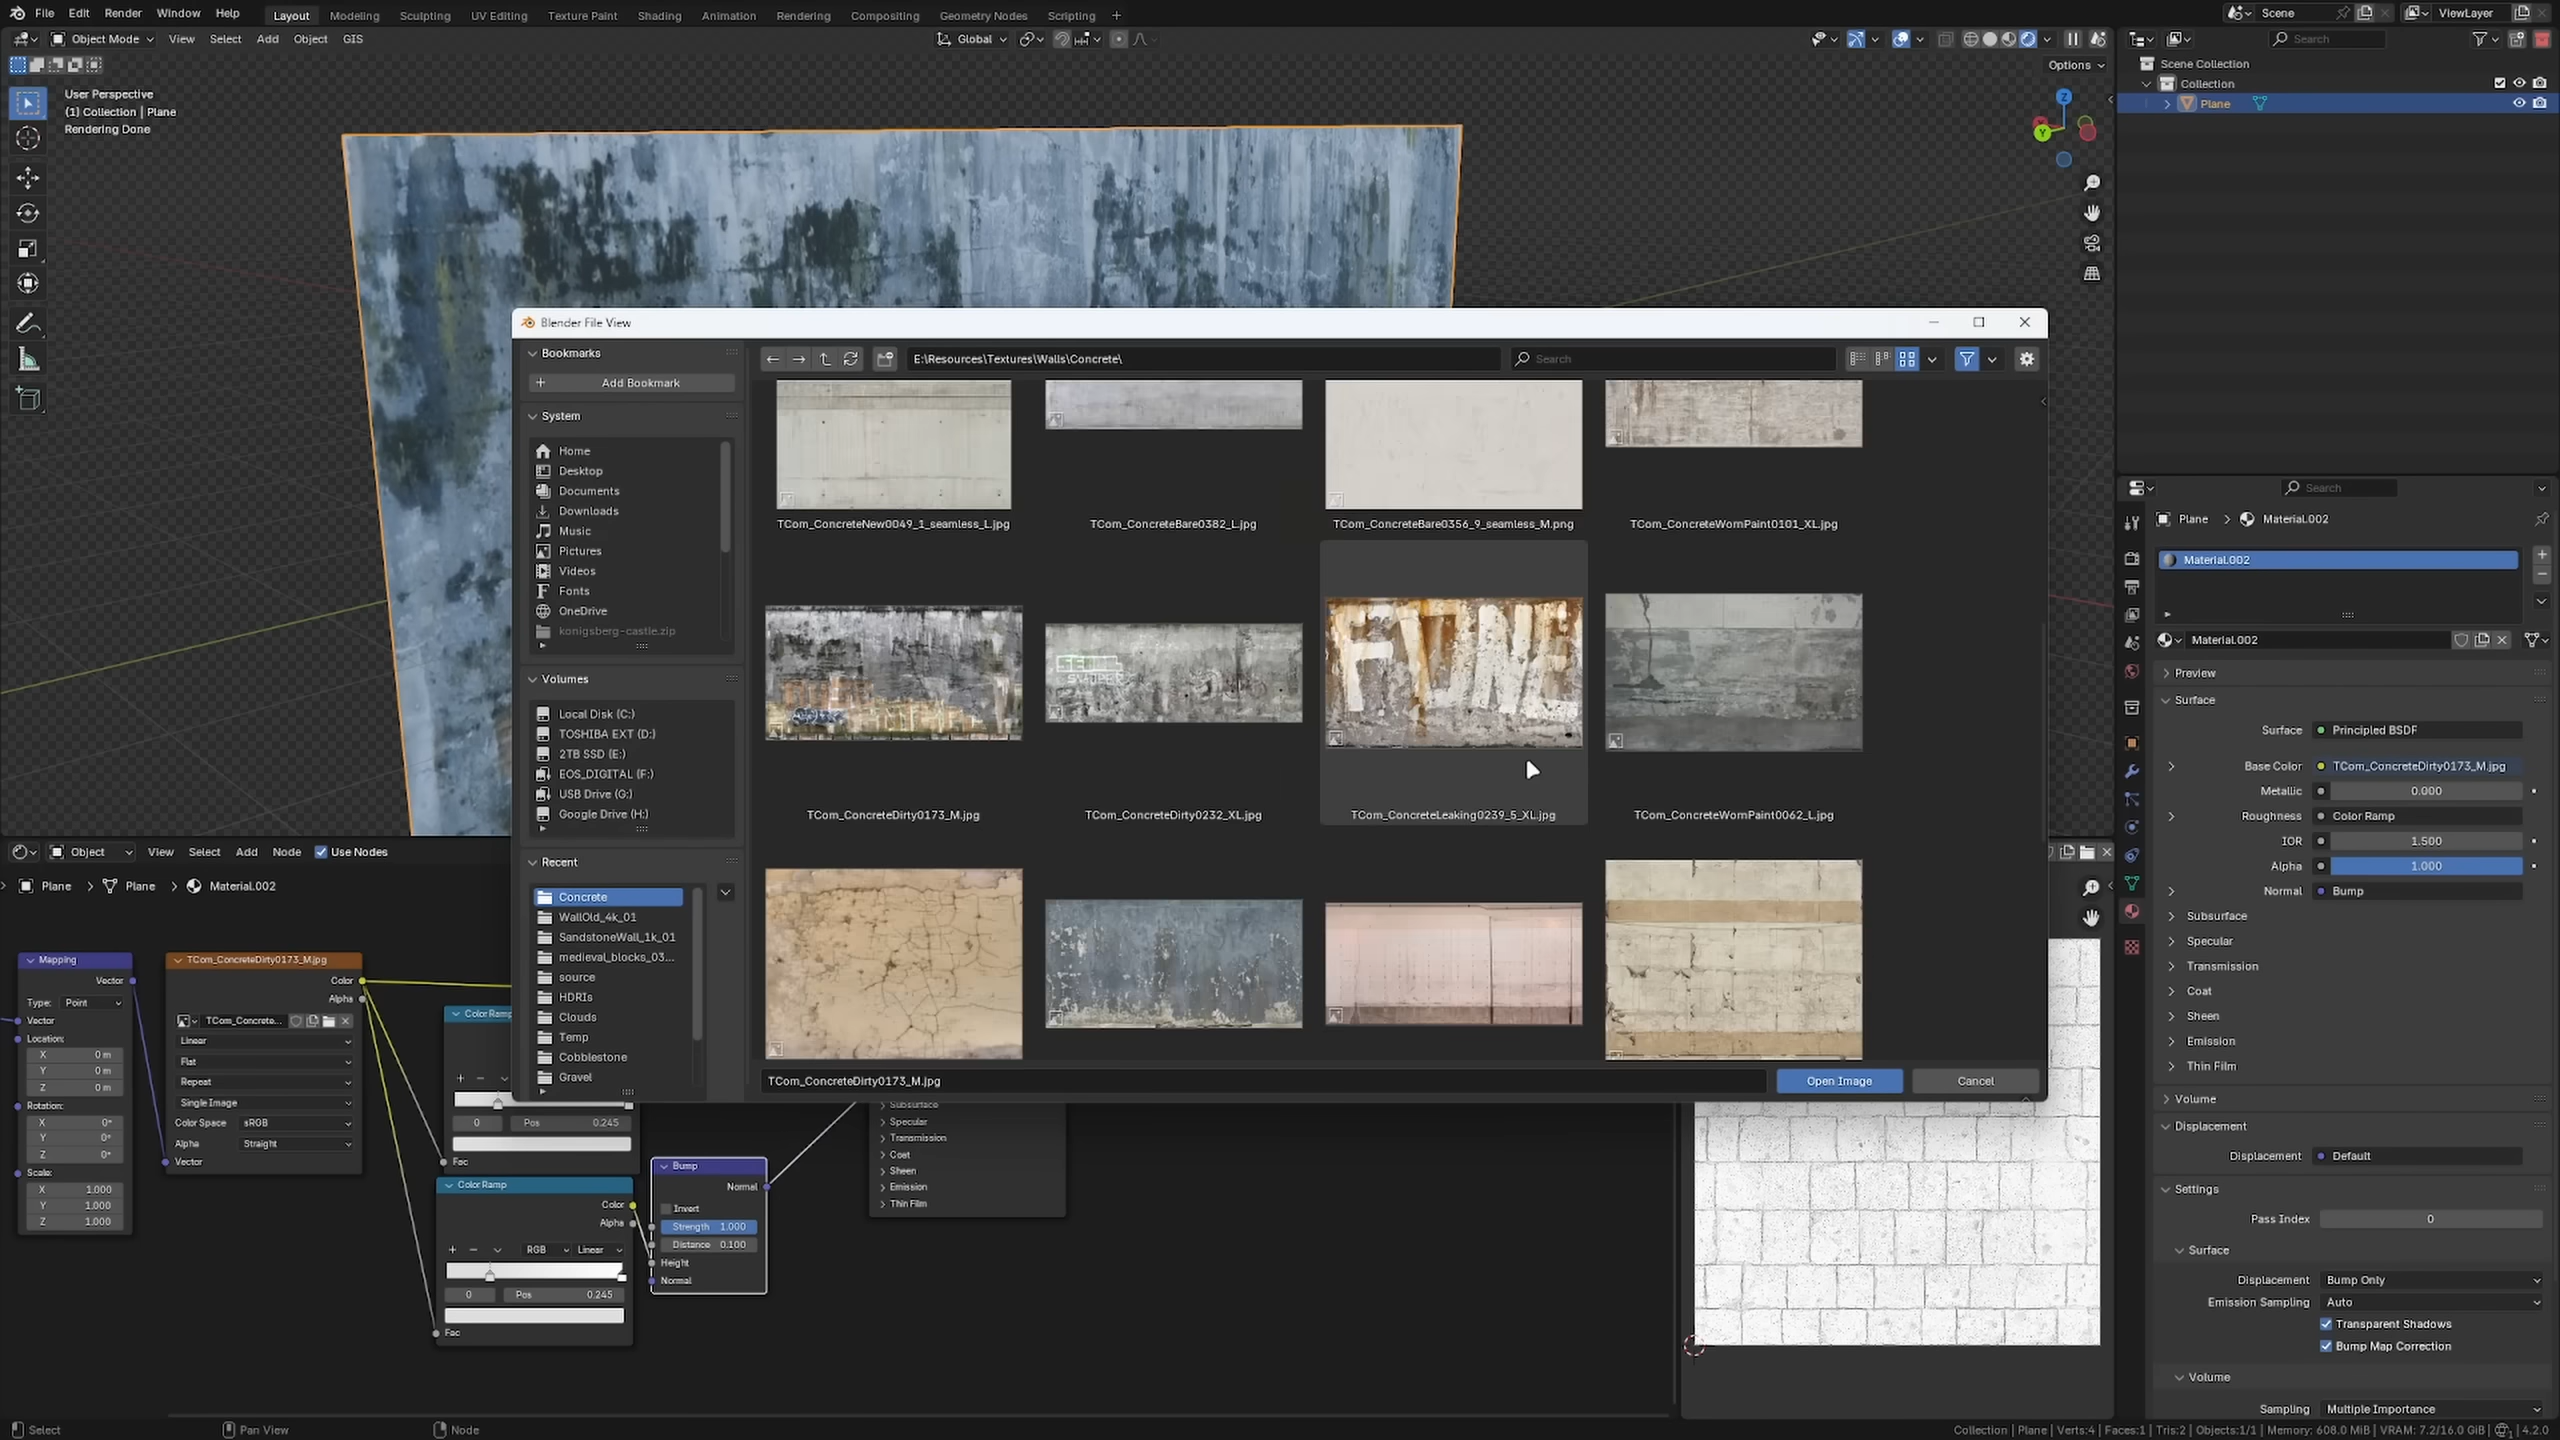 File Edit Render Window Help Layout Modeling Sculpting UV Editing Texture Paint Shading Animation Rendering Compositing Geometry Nodes Scripting + Scene ViewLayer
Object Mode View Select Add Object GIS Global Search
Options
User Perspective
(1) Collection | Plane
Rendering Done
Scene Collection
Collection
Plane
Blender File View
Bookmarks
Add Bookmark
System
Home
Desktop
Documents
Downloads
Music
Pictures
Videos
Fonts
OneDrive
konigsberg-castle.zip
Volumes
Local Disk (C:)
TOSHIBA EXT (D:)
2TB SSD (E:)
EOS_DIGITAL (F:)
USB Drive (G:)
Google Drive (H:)
Recent
Concrete
WallOld_4k_01
SandstoneWall_1k_01
medieval_blocks_03...
source
HDRIs
Clouds
Temp
Cobblestone
Gravel
E:\Resources\Textures\Walls\Concrete\ Search
TCom_ConcreteNew0049_1_seamless_L.jpg TCom_ConcreteBare0382_L.jpg TCom_ConcreteBare0356_9_seamless_M.png TCom_ConcreteWornPaint0101_XL.jpg
TCom_ConcreteDirty0173_M.jpg TCom_ConcreteDirty0232_XL.jpg TCom_ConcreteLeaking0239_5_XL.jpg TCom_ConcreteWornPaint0062_L.jpg
TCom_ConcreteDirty0173_M.jpg Open Image Cancel
Search
Plane > Material.002
Material.002
Material.002
Preview
Surface
Surface Principled BSDF
Base Color TCom_ConcreteDirty0173_M.jpg
Metallic 0.000
Roughness Color Ramp
IOR 1.500
Alpha 1.000
Normal Bump
Subsurface
Specular
Transmission
Coat
Sheen
Emission
Thin Film
Volume
Displacement
Displacement Default
Settings
Pass Index 0
Surface
Displacement Bump Only
Emission Sampling Auto
Transparent Shadows
Bump Map Correction
Volume
Sampling Multiple Importance
Object View Select Add Node Use Nodes
Plane > Plane > Material.002
Mapping
Vector
Type: Point
Vector
Location:
X 0 m
Y 0 m
Z 0 m
Rotation:
X 0°
Y 0°
Z 0°
Scale:
X 1.000
Y 1.000
Z 1.000
TCom_ConcreteDirty0173_M.jpg
Color
Alpha
TCom_Concrete...
Linear
Flat
Repeat
Single Image
Color Space sRGB
Alpha Straight
Vector
Color Ramp
0 Pos 0.245
Fac
Color Ramp
Color
Alpha
RGB Linear
0 Pos 0.245
Fac
Bump
Normal
Invert
Strength 1.000
Distance 0.100
Height
Normal
Subsurface
Specular
Transmission
Coat
Sheen
Emission
Thin Film
Select Pan View Node
Collection | Plane | Verts:4 | Faces:1 | Tris:2 | Objects:1/1 | Memory: 608.0 MiB | VRAM: 7.2/16.0 GiB | 4.2.0